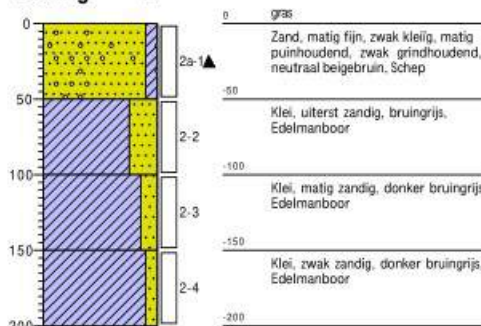 0
gras
0
Zand, matig fijn, zwak kleiïg, matig
puinhoudend, zwak grindhoudend,
neutraal beigebruin, Schep
2a-1
50
-50
Klei, uiterst zandig, bruingrijs,
Edelmanboor
2-2
100
-100
Klei, matig zandig, donker bruingrijs
Edelmanboor
2-3
150
-150
Klei, zwak zandig, donker bruingrijs
Edelmanboor
2-4
200
-200